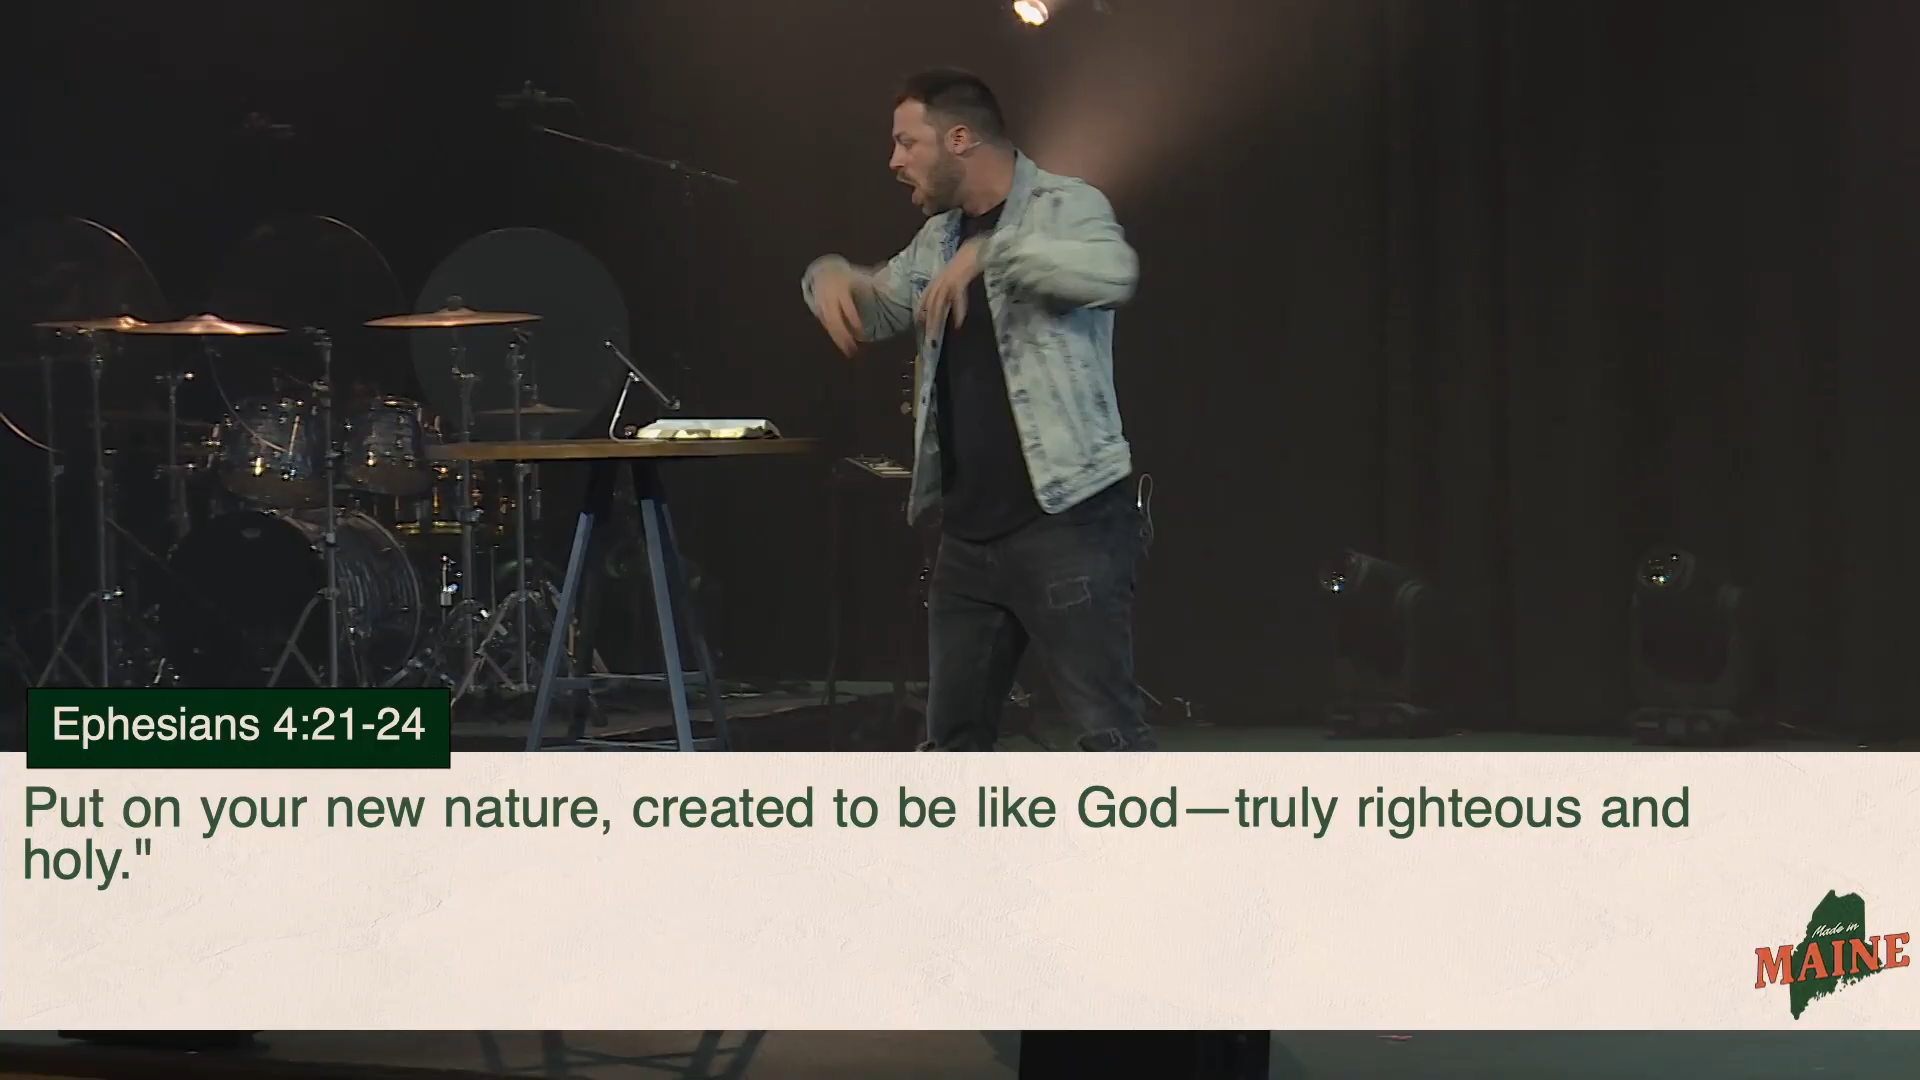 Ephesians 4:21-24
Put on your new nature, created to be like God—truly righteous and
holy."
Made in
MAINE